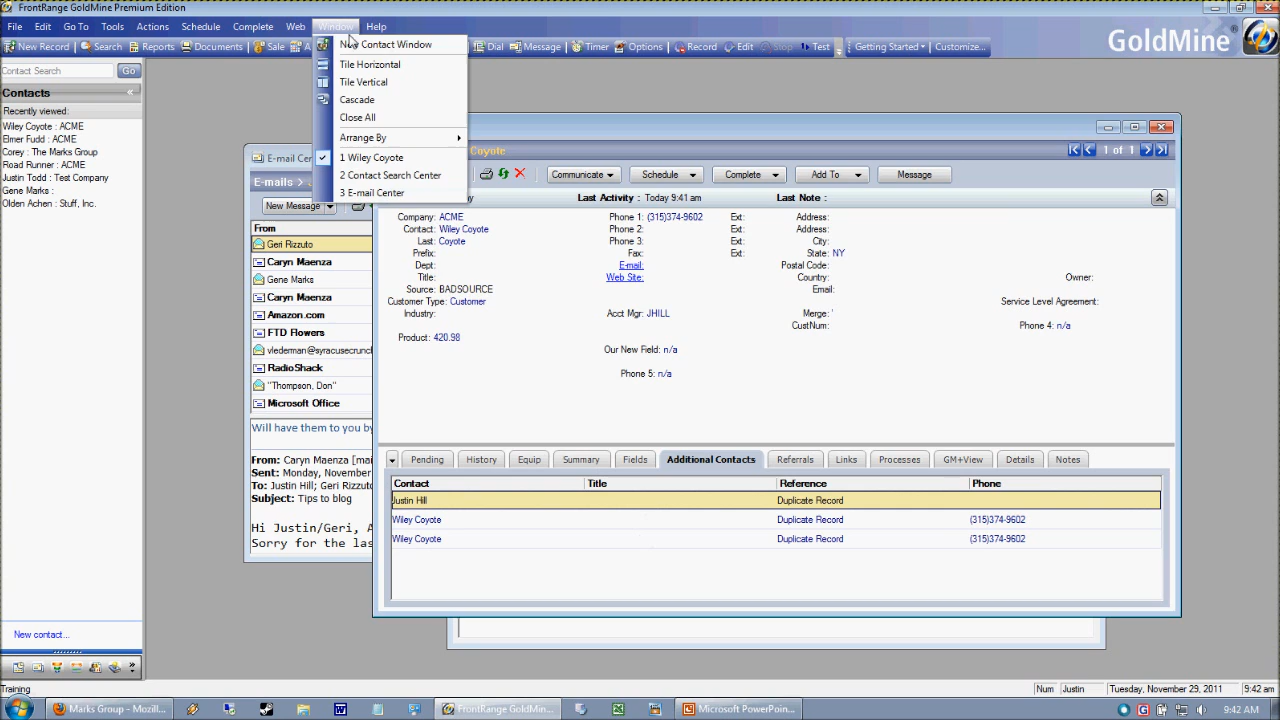 FrontRange GoldMine Premium Edition
File Edit Go To Tools Actions Schedule Complete Web Window Help
New Record Search Reports Documents Sale Dial Message Timer Options Record Edit Stop Test Getting Started Customize...
GoldMine
Contact Search Go
Contacts
Recently viewed:
Wiley Coyote : ACME
Elmer Fudd : ACME
Corey : The Marks Group
Road Runner : ACME
Justin Todd : Test Company
Gene Marks :
Olden Achen : Stuff, Inc.
New contact...
New Contact Window
Tile Horizontal
Tile Vertical
Cascade
Close All
Arrange By
1 Wiley Coyote
2 Contact Search Center
3 E-mail Center
E-mail Cen
E-mails
New Message
From
Geri Rizzuto
Caryn Maenza
Gene Marks
Caryn Maenza
Amazon.com
FTD Flowers
vlederman@syracusecrunch
RadioShack
"Thompson, Don"
Microsoft Office
Will have them to you by
From: Caryn Maenza [mai
Sent: Monday, November
To: Justin Hill; Geri Rizzut
Subject: Tips to blog
Hi Justin/Geri, A
Sorry for the las
Coyote 1 of 1
Communicate Schedule Complete Add To Message
Last Activity : Today 9:41 am Last Note :
Company: ACME
Contact: Wiley Coyote
Last: Coyote
Prefix:
Dept:
Title:
Source: BADSOURCE
Customer Type: Customer
Industry:
Product: 420.98
Phone 1: (315)374-9602 Ext:
Phone 2: Ext:
Phone 3: Ext:
Fax: Ext:
E-mail:
Web Site:
Acct Mgr: JHILL
Our New Field: n/a
Phone 5: n/a
Address:
Address:
City:
State: NY
Postal Code:
Country:
Email:
Merge: '
CustNum:
Owner:
Service Level Agreement:
Phone 4: n/a
Pending History Equip Summary Fields Additional Contacts Referrals Links Processes GM+View Details Notes
Contact Title Reference Phone
Justin Hill Duplicate Record
Wiley Coyote Duplicate Record (315)374-9602
Wiley Coyote Duplicate Record (315)374-9602
Training Num Justin Tuesday, November 29, 2011 9:42 am
Marks Group - Mozill... FrontRange GoldMine... Microsoft PowerPoin... 9:42 AM